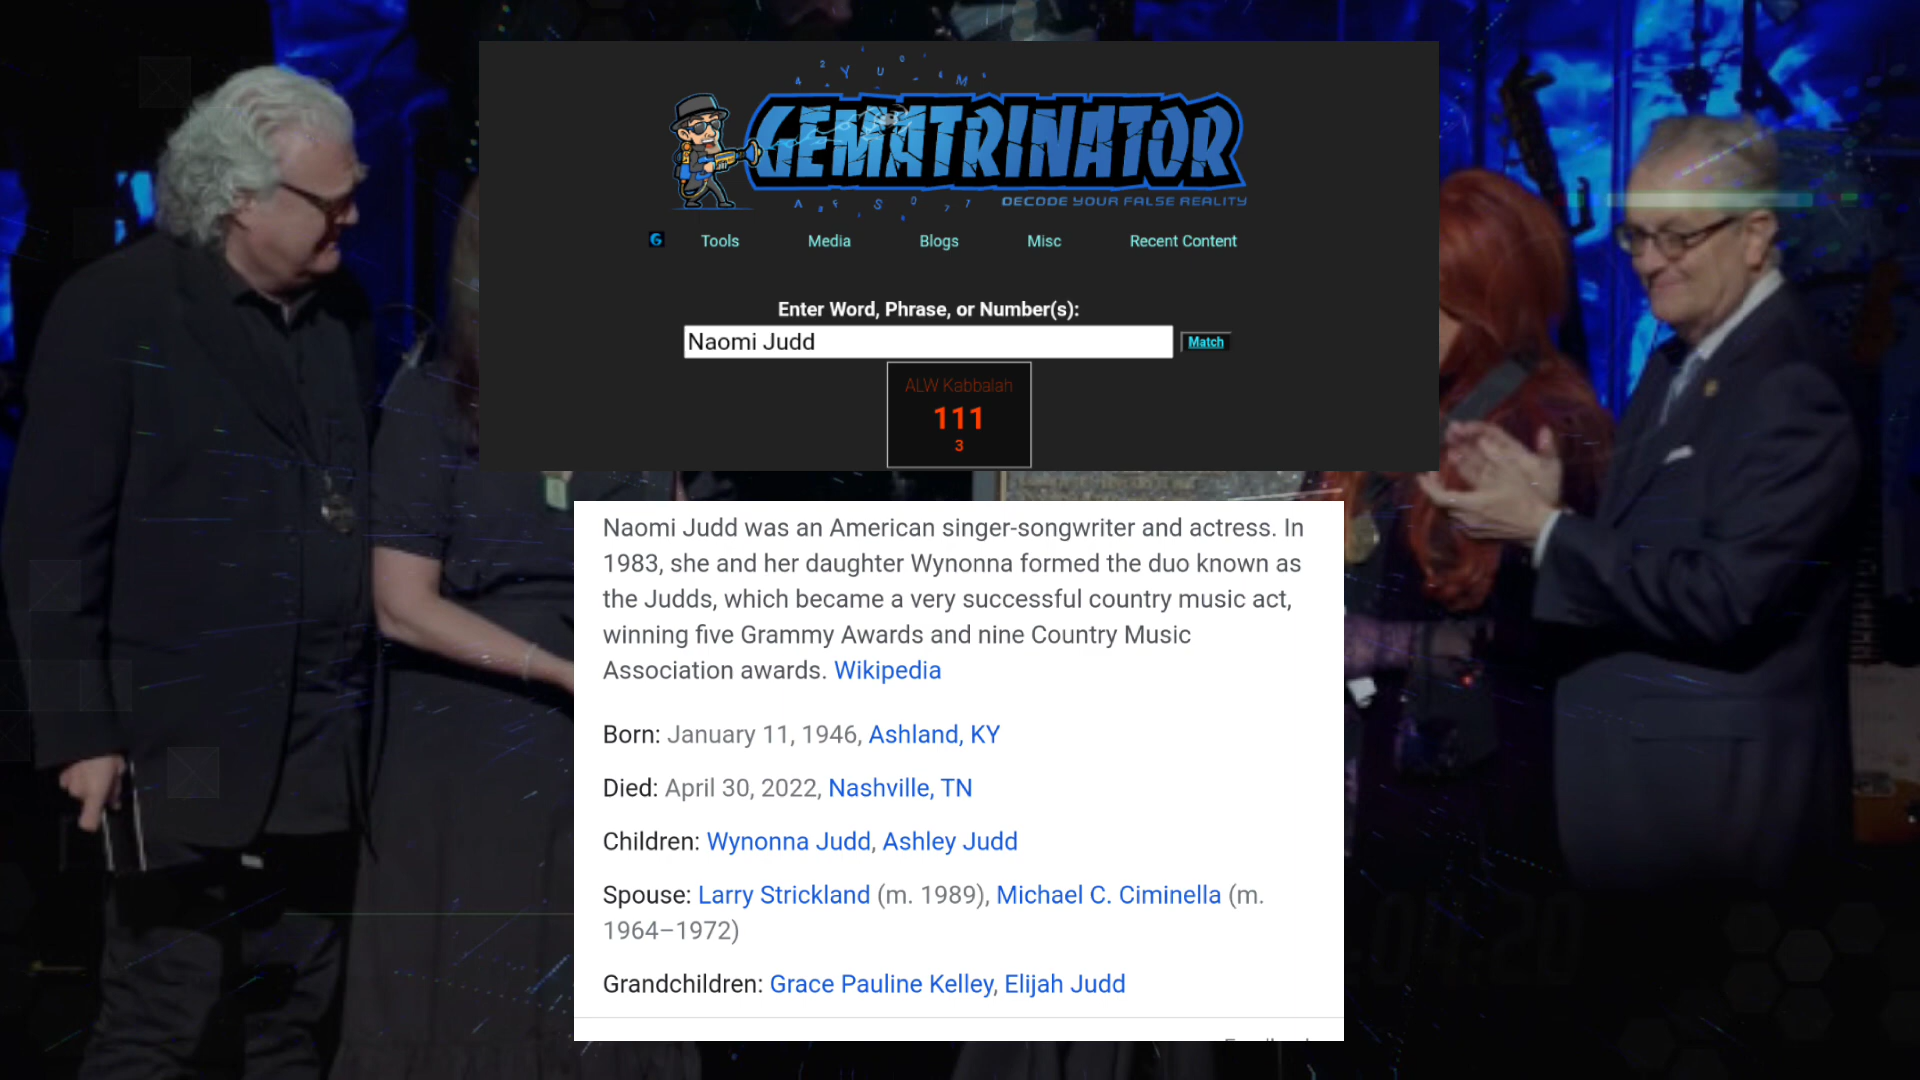 GEMATRINATOR
DECODE YOUR FALSE REALITY
G Tools Media Blogs Misc Recent Content
Enter Word, Phrase, or Number(s):
Naomi Judd Match
ALW Kabbalah
111
3
Naomi Judd was an American singer-songwriter and actress. In
1983, she and her daughter Wynonna formed the duo known as
the Judds, which became a very successful country music act,
winning five Grammy Awards and nine Country Music
Association awards. Wikipedia
Born: January 11, 1946, Ashland, KY
Died: April 30, 2022, Nashville, TN
Children: Wynonna Judd, Ashley Judd
Spouse: Larry Strickland (m. 1989), Michael C. Ciminella (m.
1964–1972)
Grandchildren: Grace Pauline Kelley, Elijah Judd